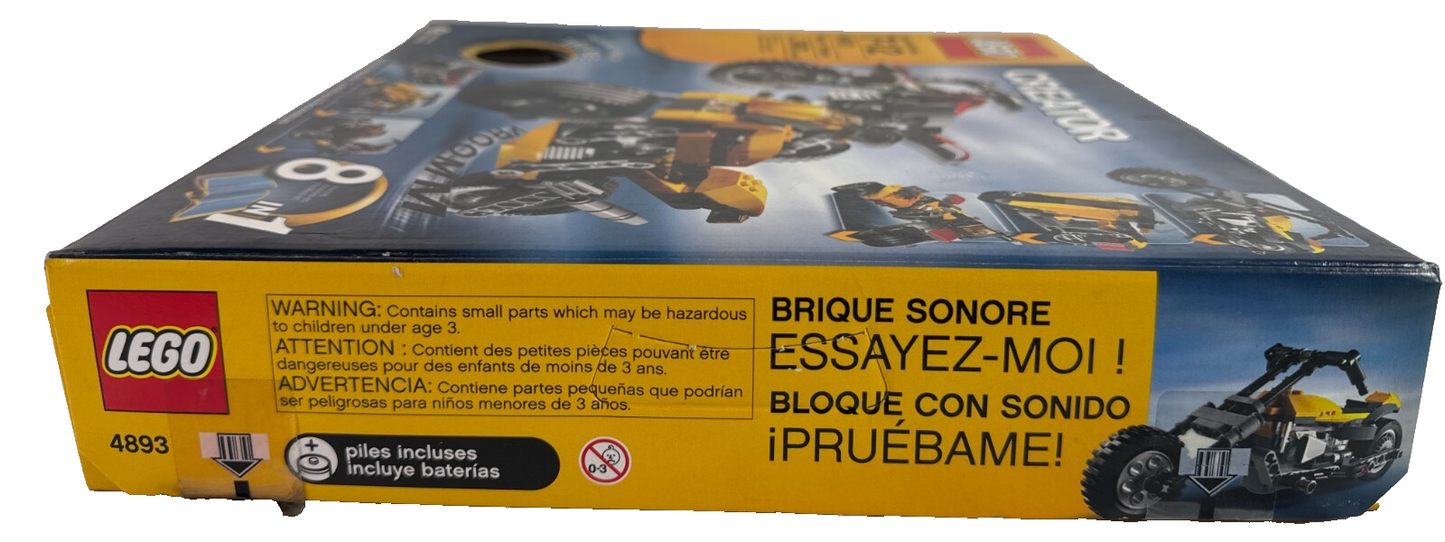 CREATOR
8
IN 1
LEGO
4893
WARNING: Contains small parts which may be hazardous
to children under age 3.
ATTENTION : Contient des petites pièces pouvant être
dangereuses pour des enfants de moins de 3 ans.
ADVERTENCIA: Contiene partes pequeñas que podrían
ser peligrosas para niños menores de 3 años.
piles incluses
incluye baterías
0-3
BRIQUE SONORE
ESSAYEZ-MOI !
BLOQUE CON SONIDO
¡PRUÉBAME!